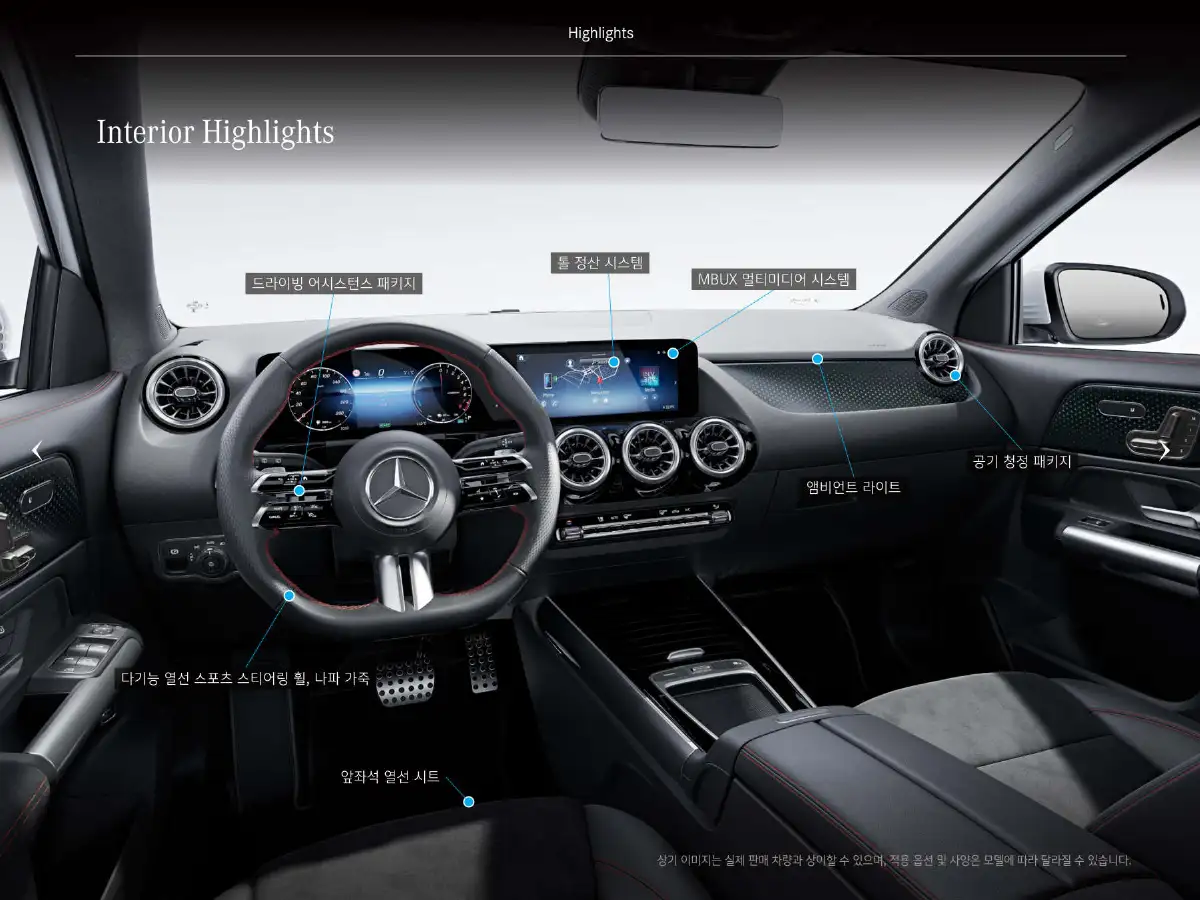 Highlights
Interior Highlights
톨 정산 시스템
드라이빙 어시스턴스 패키지
MBUX 멀티미디어 시스템
공기 청정 패키지
앰비언트 라이트
다기능 열선 스포츠 스티어링 휠, 나파 가죽
앞좌석 열선 시트
상기 이미지는 실제 판매 차량과 상이할 수 있으며, 적용 옵션 및 사양은 모델에 따라 달라질 수 있습니다.